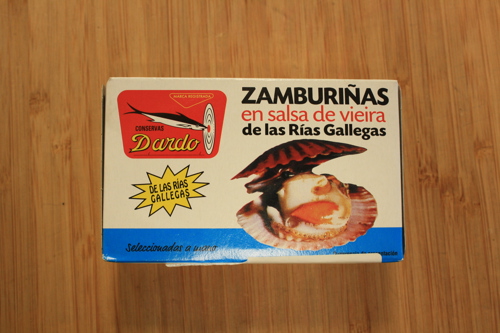 MARCA REGISTRADA
CONSERVAS
Dardo
DE LAS RÍAS
GALLEGAS
ZAMBURIÑAS
en salsa de vieira
de las Rías Gallegas
Seleccionadas a mano